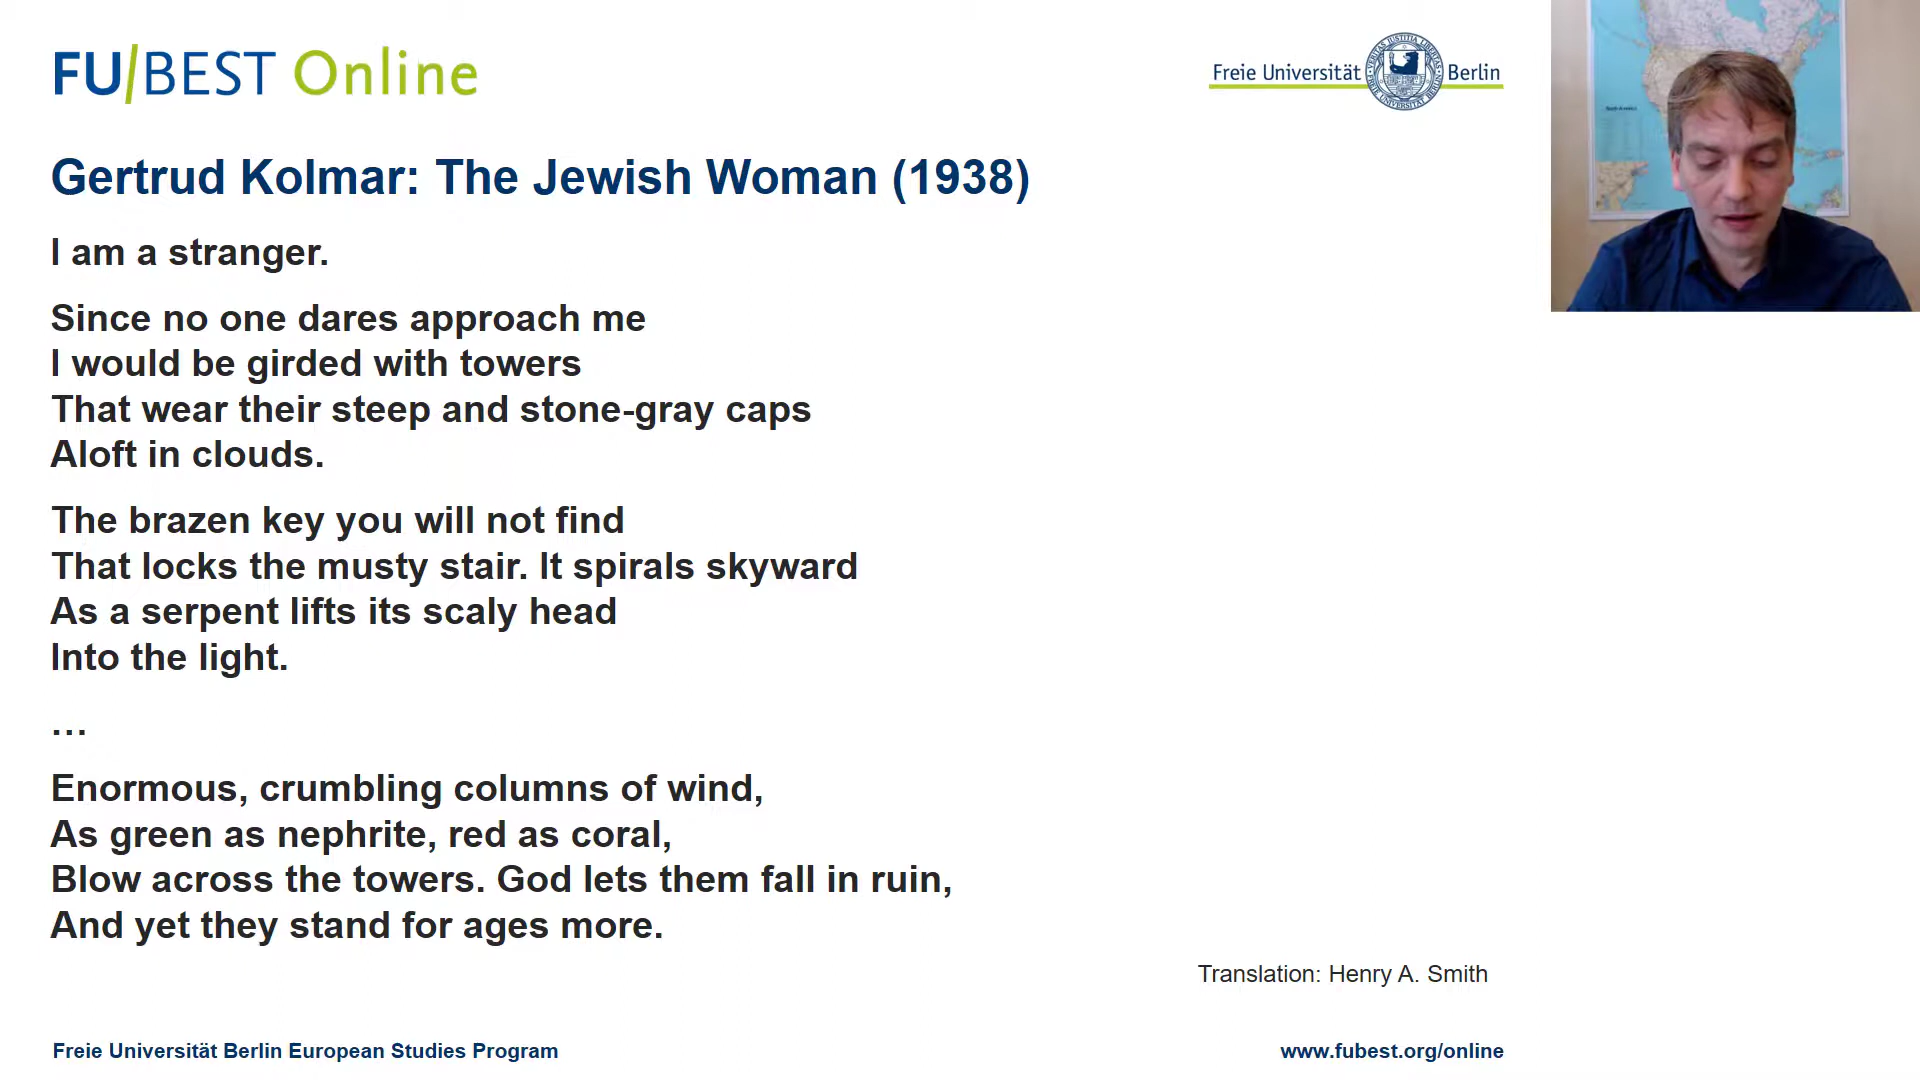 FU/BEST Online
Freie Universität Berlin
Gertrud Kolmar: The Jewish Woman (1938)
I am a stranger.
Since no one dares approach me
I would be girded with towers
That wear their steep and stone-gray caps
Aloft in clouds.
The brazen key you will not find
That locks the musty stair. It spirals skyward
As a serpent lifts its scaly head
Into the light.
…
Enormous, crumbling columns of wind,
As green as nephrite, red as coral,
Blow across the towers. God lets them fall in ruin,
And yet they stand for ages more.
Translation: Henry A. Smith
Freie Universität Berlin European Studies Program
www.fubest.org/online